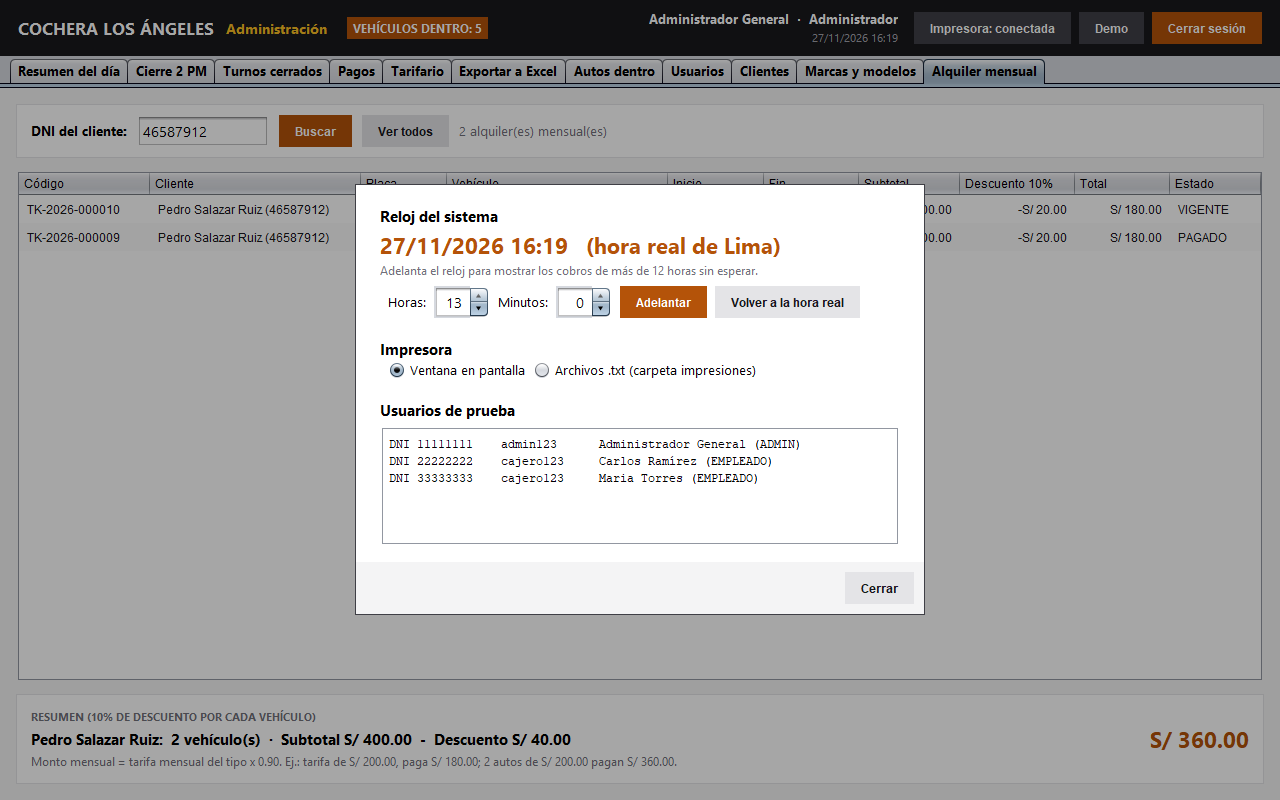 COCHERA LOS ÁNGELES Administración VEHÍCULOS DENTRO: 5 Administrador General · Administrador
27/11/2026 16:19
Impresora: conectada Demo Cerrar sesión
Resumen del día Cierre 2 PM Turnos cerrados Pagos Tarifario Exportar a Excel Autos dentro Usuarios Clientes Marcas y modelos Alquiler mensual
DNI del cliente: 46587912 Buscar Ver todos 2 alquiler(es) mensual(es)
Código Cliente Placa Vehículo Inicio Fin Subtotal Descuento 10% Total Estado
TK-2026-000010 Pedro Salazar Ruiz (46587912) 00.00 -S/ 20.00 S/ 180.00 VIGENTE
TK-2026-000009 Pedro Salazar Ruiz (46587912) 00.00 -S/ 20.00 S/ 180.00 PAGADO
Reloj del sistema
27/11/2026 16:19 (hora real de Lima)
Adelanta el reloj para mostrar los cobros de más de 12 horas sin esperar.
Horas: 13 Minutos: 0 Adelantar Volver a la hora real
Impresora
Ventana en pantalla Archivos .txt (carpeta impresiones)
Usuarios de prueba
DNI 11111111 admin123 Administrador General (ADMIN)
DNI 22222222 cajero123 Carlos Ramírez (EMPLEADO)
DNI 33333333 cajero123 Maria Torres (EMPLEADO)
Cerrar
RESUMEN (10% DE DESCUENTO POR CADA VEHÍCULO)
Pedro Salazar Ruiz: 2 vehículo(s) · Subtotal S/ 400.00 - Descuento S/ 40.00 S/ 360.00
Monto mensual = tarifa mensual del tipo x 0.90. Ej.: tarifa de S/ 200.00, paga S/ 180.00; 2 autos de S/ 200.00 pagan S/ 360.00.